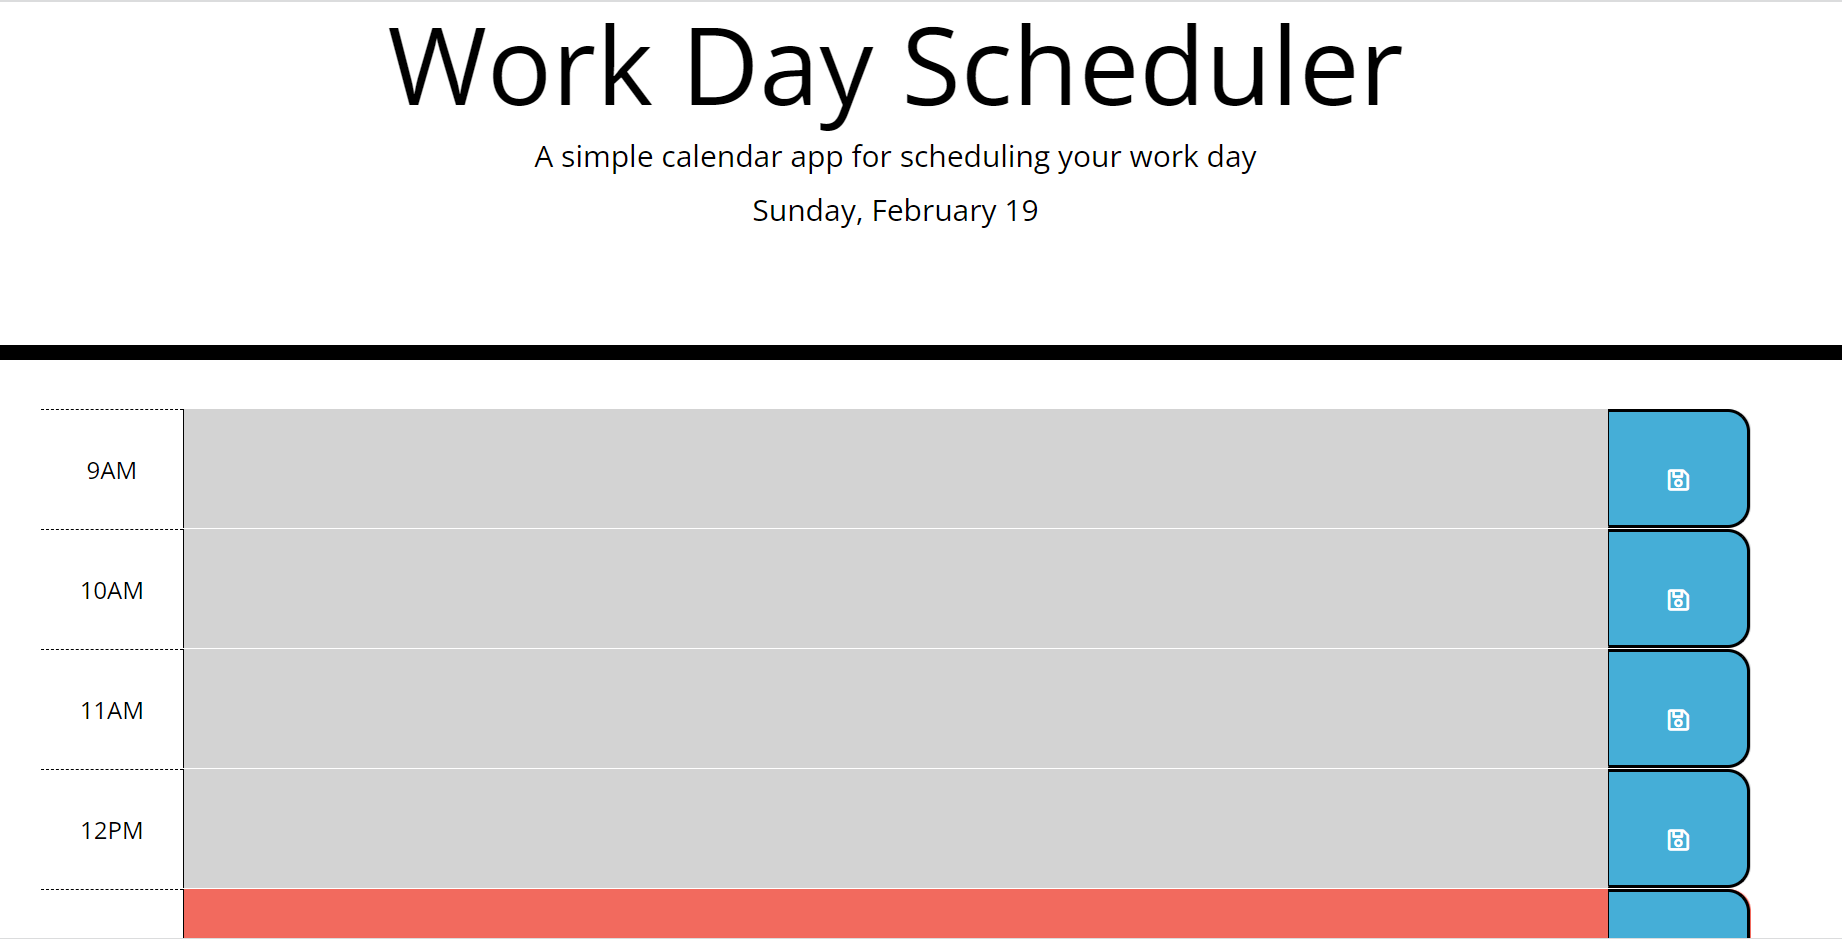 Work Day Scheduler
A simple calendar app for scheduling your work day
Sunday, February 19
9AM
10AM
11AM
12PM